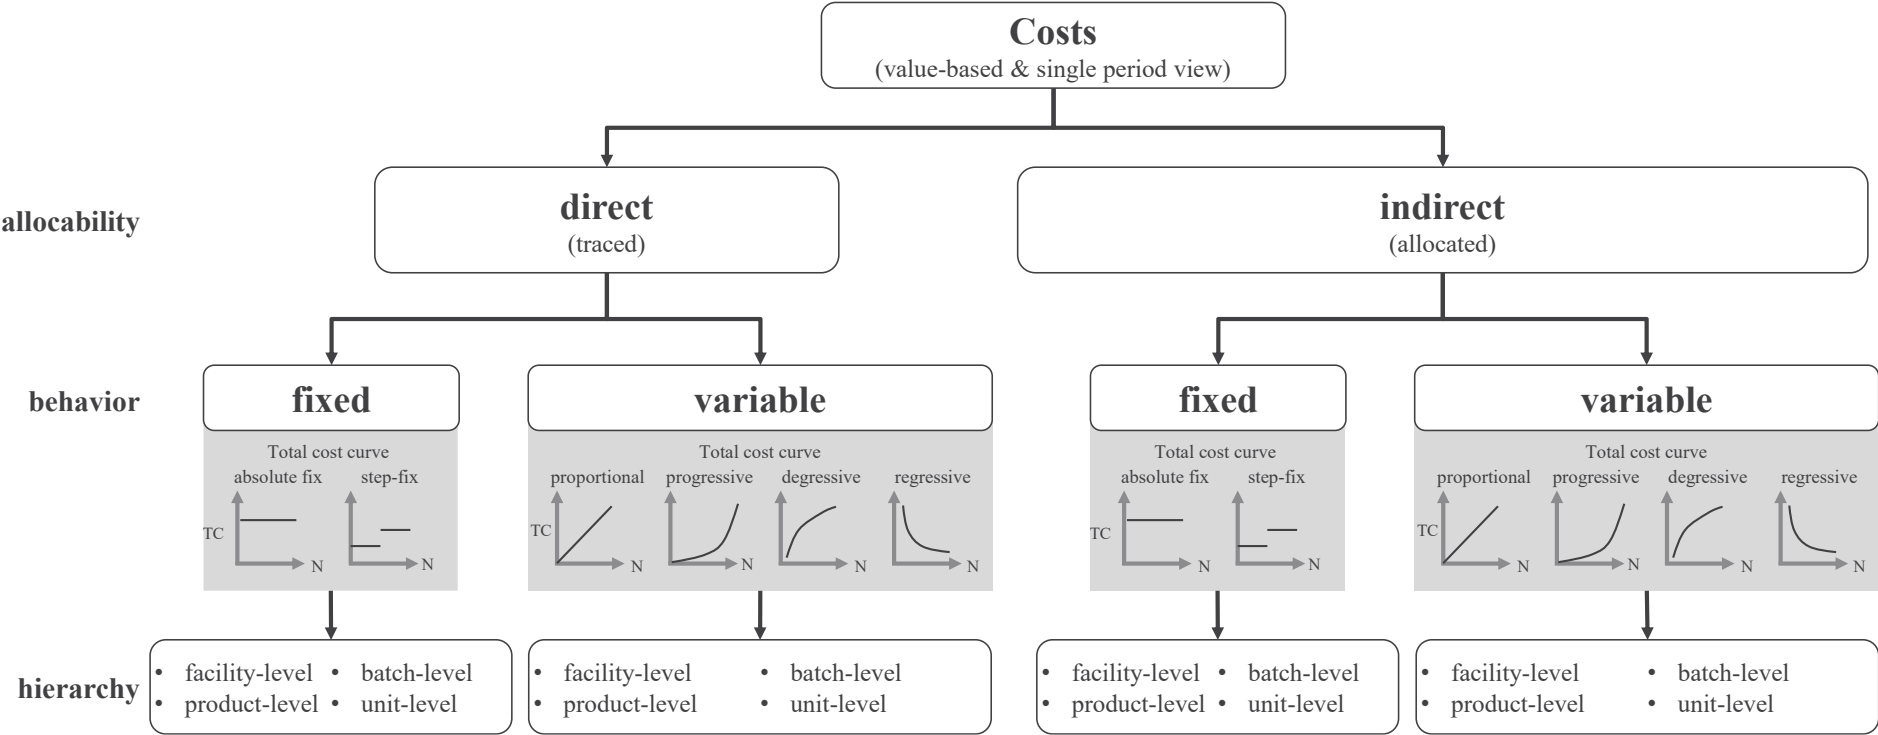 Costs
(value-based & single period view)
allocability
direct
(traced)
indirect
(allocated)
behavior
fixed
variable
fixed
variable
Total cost curve
absolute fix step-fix
TC
N
N
Total cost curve
proportional progressive degressive regressive
TC
N
N
N
N
Total cost curve
absolute fix step-fix
TC
N
N
Total cost curve
proportional progressive degressive regressive
TC
N
N
N
N
hierarchy
• facility-level • batch-level
• product-level • unit-level
• facility-level • batch-level
• product-level • unit-level
• facility-level • batch-level
• product-level • unit-level
• facility-level • batch-level
• product-level • unit-level